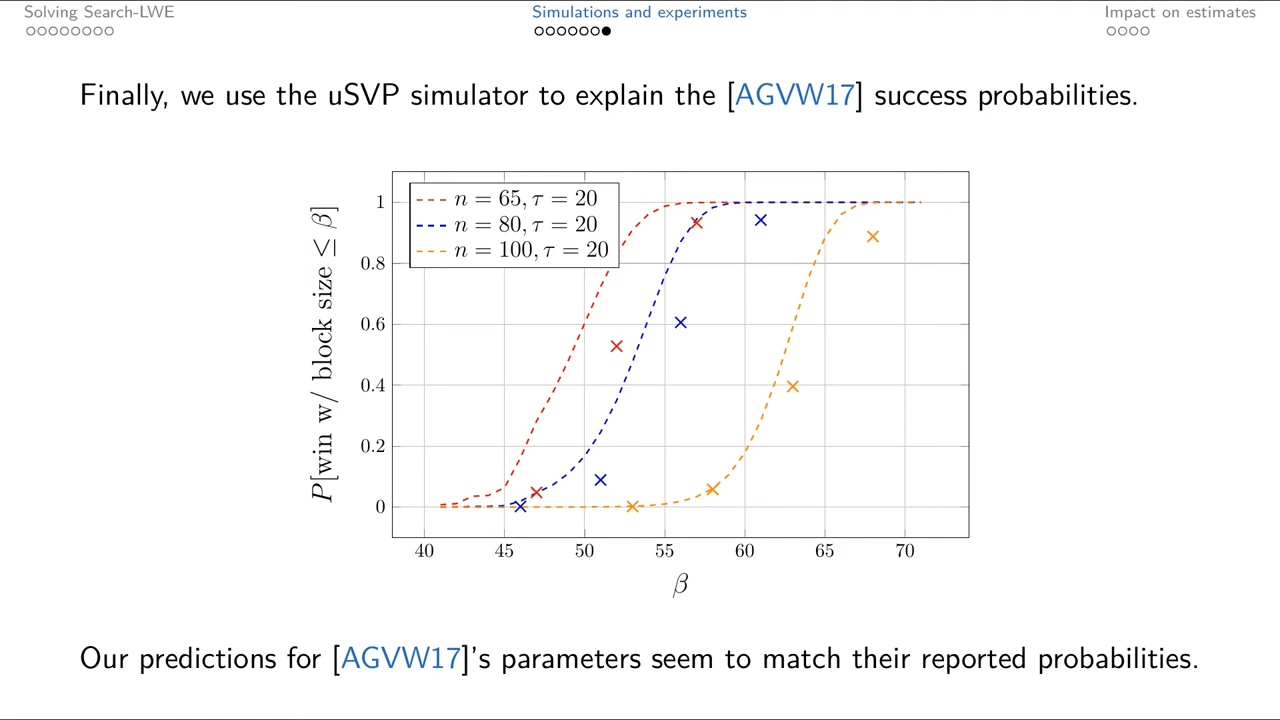 Solving Search-LWE
Simulations and experiments
Impact on estimates
Finally, we use the uSVP simulator to explain the [AGVW17] success probabilities.
n = 65, τ = 20
n = 80, τ = 20
n = 100, τ = 20
P[win w/ block size ≤ β]
1
0.8
0.6
0.4
0.2
0
40 45 50 55 60 65 70
β
Our predictions for [AGVW17]'s parameters seem to match their reported probabilities.